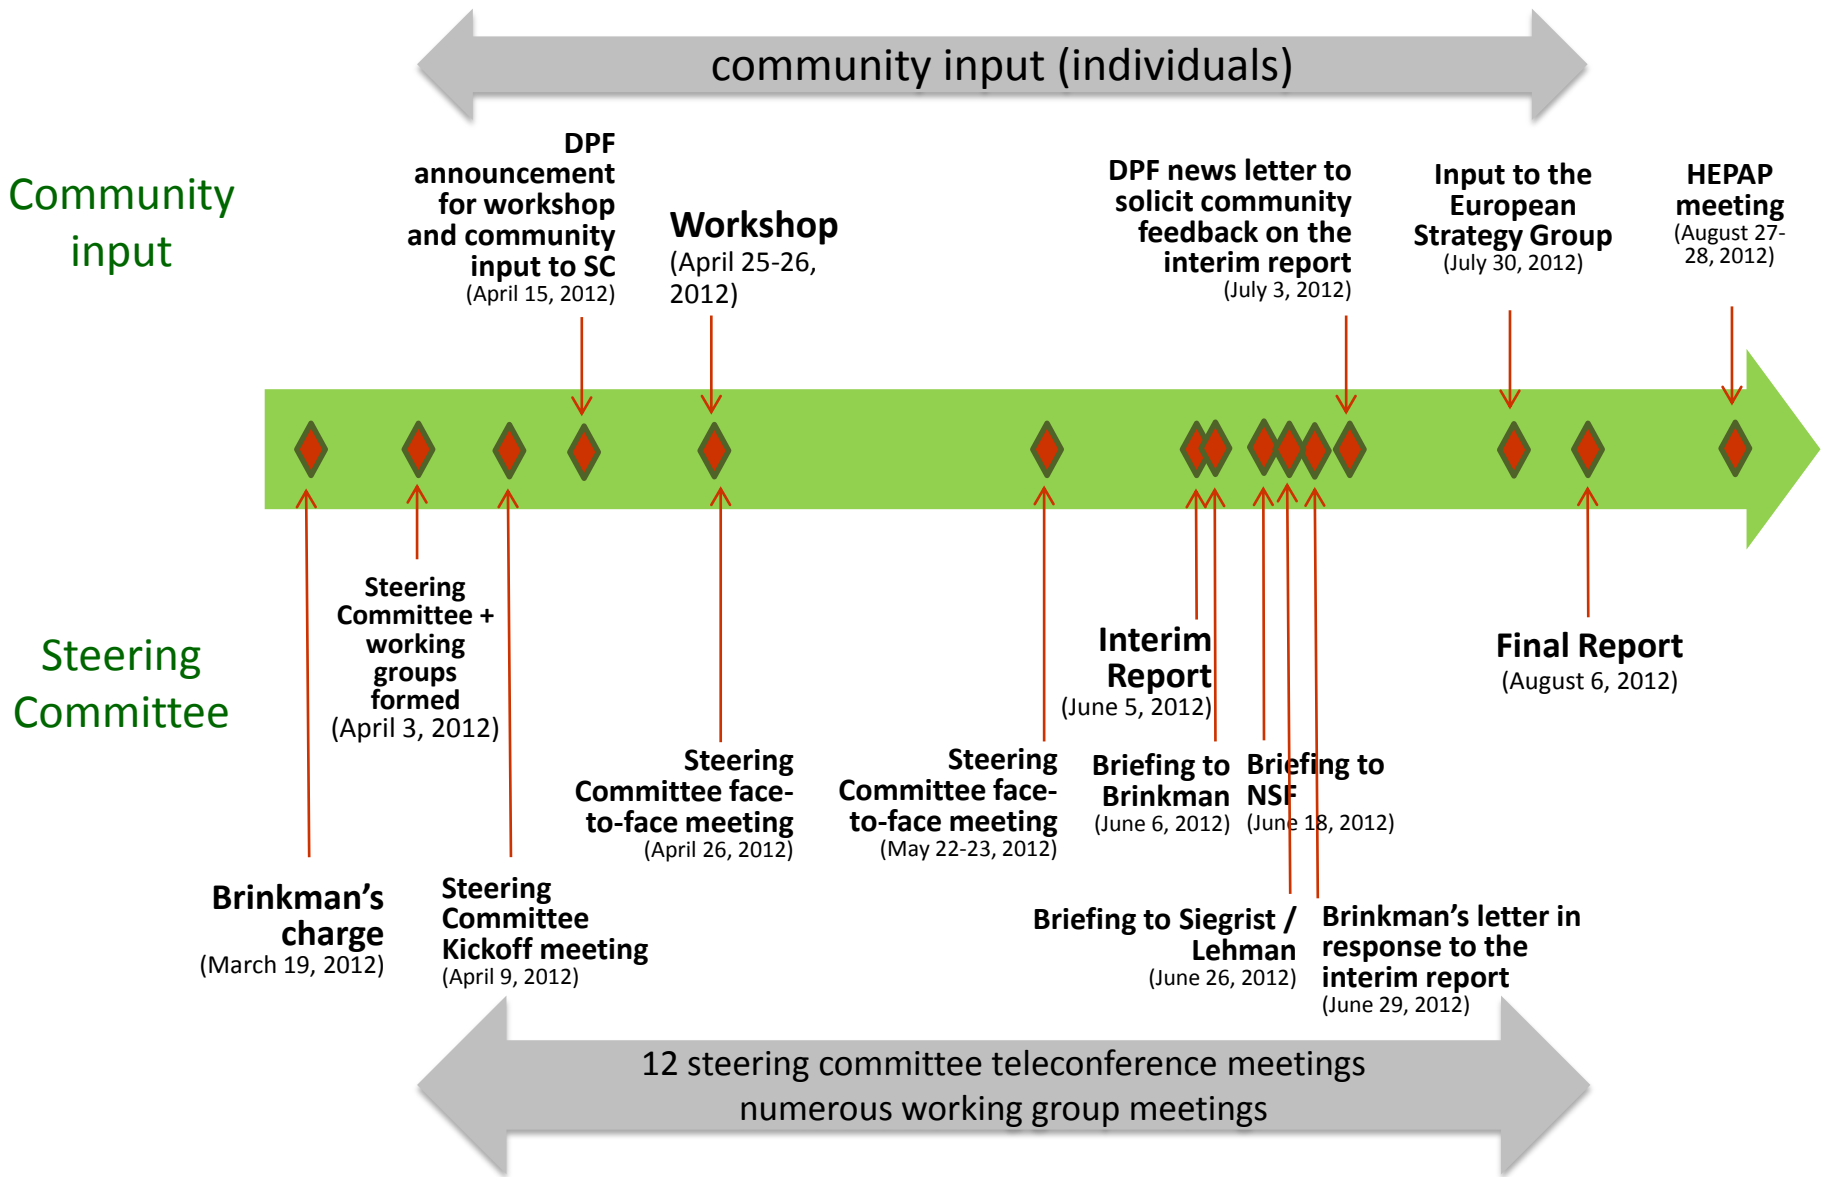 community input (individuals)
Community
input
DPF
announcement
for workshop
and community
input to SC
(April 15, 2012)
Workshop
(April 25-26,
2012)
DPF news letter to
solicit community
feedback on the
interim report
(July 3, 2012)
Input to the
European
Strategy Group
(July 30, 2012)
HEPAP
meeting
(August 27-
28, 2012)
Steering
Committee
Brinkman's
charge
(March 19, 2012)
Steering
Committee +
working
groups
formed
(April 3, 2012)
Steering
Committee
Kickoff meeting
(April 9, 2012)
Steering
Committee face-
to-face meeting
(April 26, 2012)
Steering
Committee face-
to-face meeting
(May 22-23, 2012)
Interim
Report
(June 5, 2012)
Briefing to
Brinkman
(June 6, 2012)
Briefing to
NSF
(June 18, 2012)
Briefing to Siegrist /
Lehman
(June 26, 2012)
Brinkman's letter in
response to the
interim report
(June 29, 2012)
Final Report
(August 6, 2012)
12 steering committee teleconference meetings
numerous working group meetings